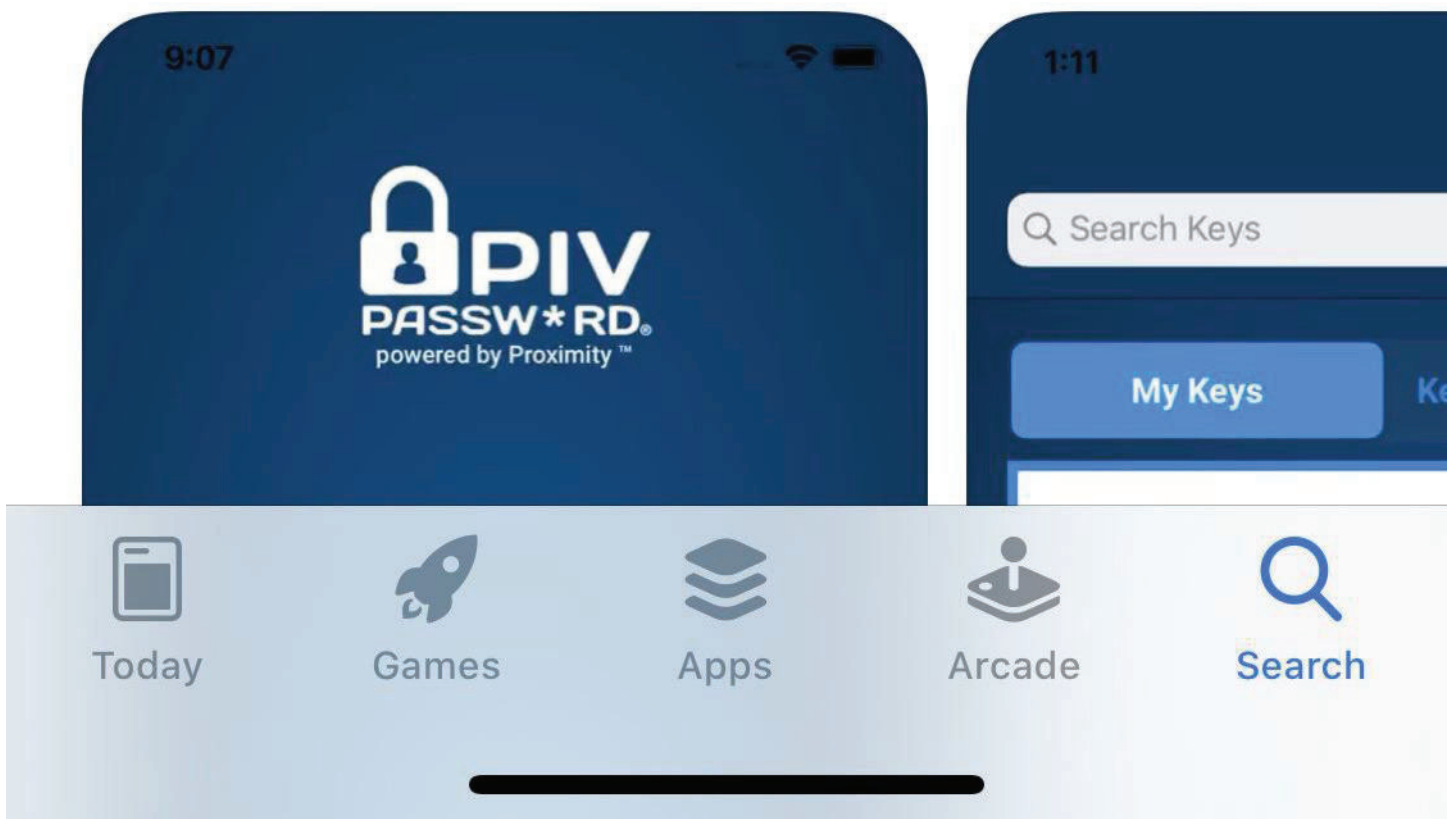 9:07
PIV
PASSW*RD®
powered by Proximity ™
1:11
Search Keys
My Keys
Ke
Today
Games
Apps
Arcade
Search